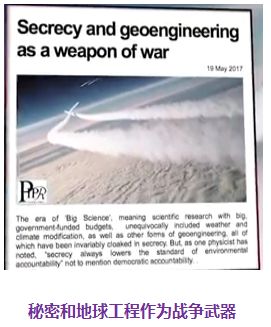 Secrecy and geoengineering
as a weapon of war
19 May 2017
The era of 'Big Science', meaning scientific research with big,
government-funded budgets, unequivocally included weather and
climate modification, as well as other forms of geoengineering, all of
which have been invariably cloaked in secrecy. But, as one physicist has
noted, "secrecy always lowers the standard of environmental
accountability" not to mention democratic accountability. .
秘密和地球工程作为战争武器